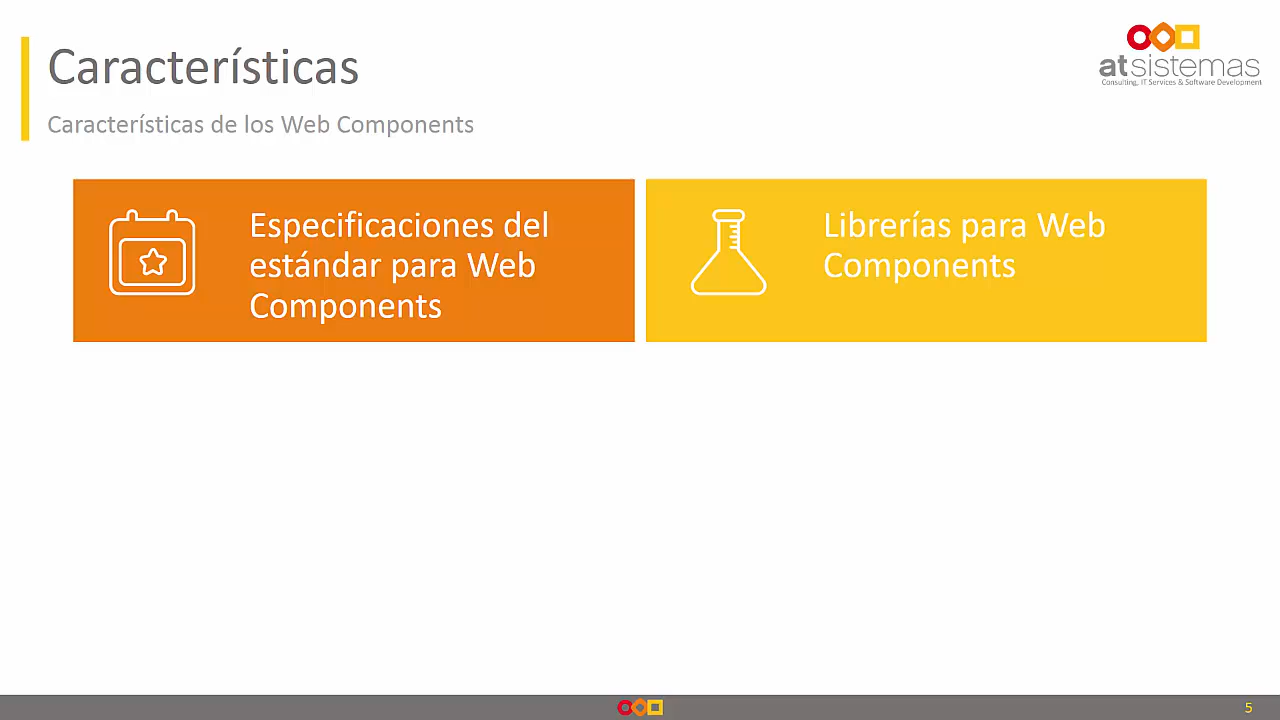 Características
Características de los Web Components
atsistemas
Consulting, IT Services & Software Development
Especificaciones del
estándar para Web
Components
Librerías para Web
Components
5